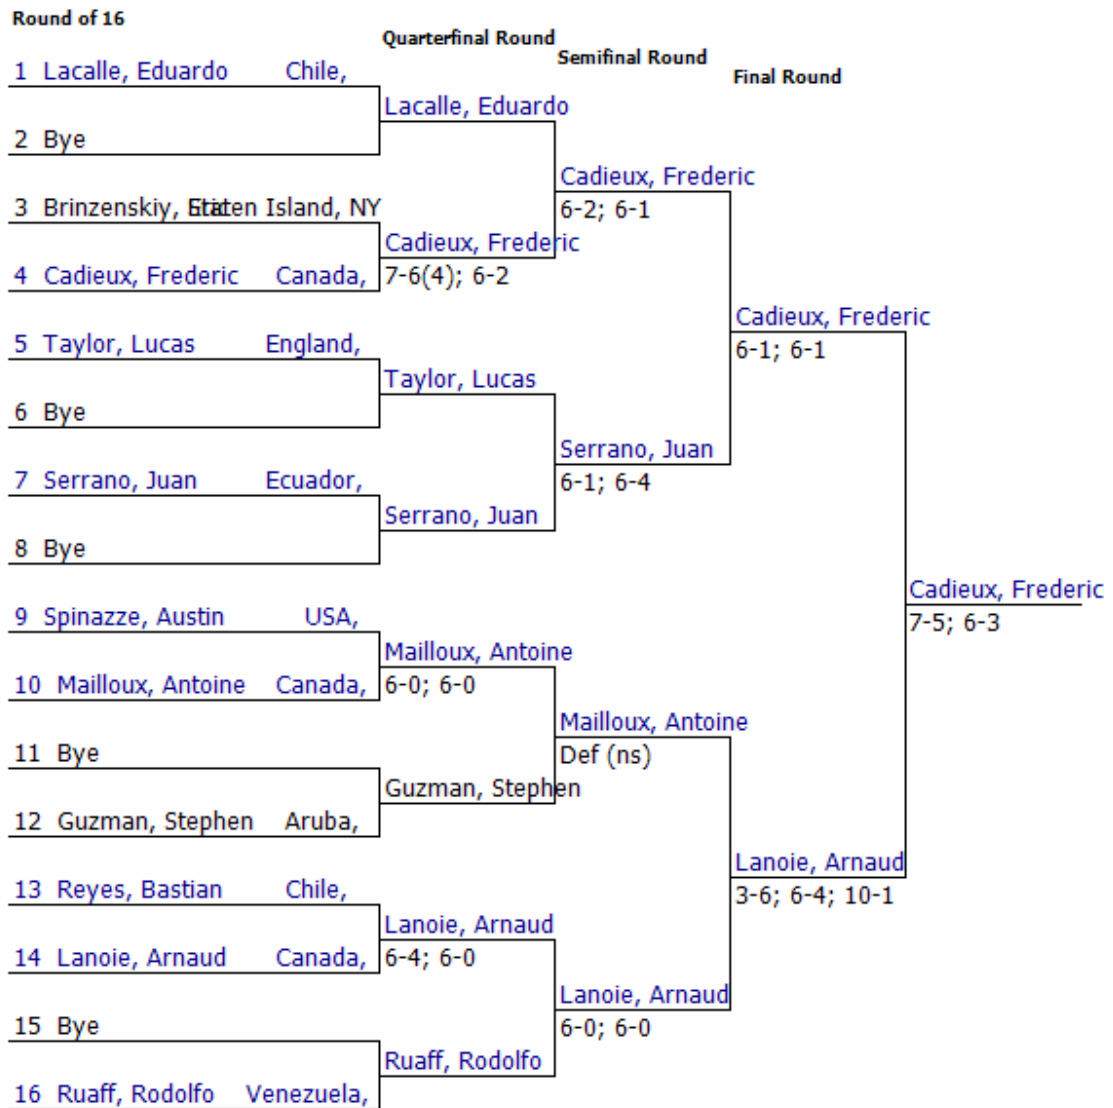 Round of 16
Quarterfinal Round
Semifinal Round
Final Round
1 Lacalle, Eduardo Chile,
Lacalle, Eduardo
2 Bye
Cadieux, Frederic
6-2; 6-1
3 Brinzenskiy, Staten Island, NY
Cadieux, Frederic
7-6(4); 6-2
4 Cadieux, Frederic Canada,
Cadieux, Frederic
6-1; 6-1
5 Taylor, Lucas England,
Taylor, Lucas
6 Bye
Serrano, Juan
6-1; 6-4
7 Serrano, Juan Ecuador,
Serrano, Juan
8 Bye
Cadieux, Frederic
7-5; 6-3
9 Spinazze, Austin USA,
Mailloux, Antoine
6-0; 6-0
10 Mailloux, Antoine Canada,
Mailloux, Antoine
Def (ns)
11 Bye
Guzman, Stephen
12 Guzman, Stephen Aruba,
Lanoie, Arnaud
3-6; 6-4; 10-1
13 Reyes, Bastian Chile,
Lanoie, Arnaud
6-4; 6-0
14 Lanoie, Arnaud Canada,
Lanoie, Arnaud
6-0; 6-0
15 Bye
Ruaff, Rodolfo
16 Ruaff, Rodolfo Venezuela,